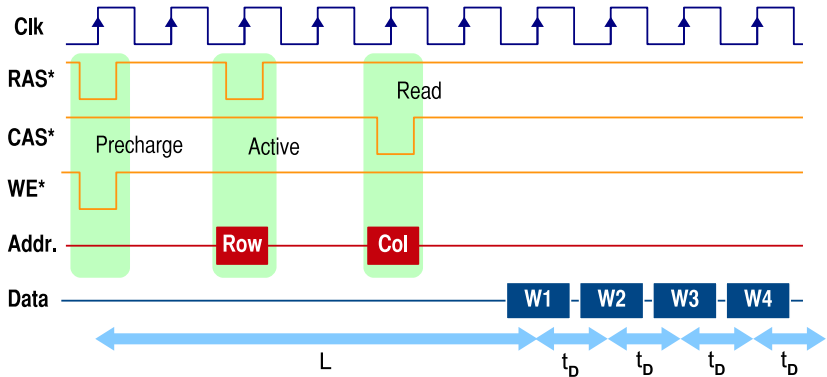 Clk
RAS*
Read
CAS*
Precharge
Active
WE*
Addr.
Row
Col
Data
W1
W2
W3
W4
L
tD
tD
tD
tD